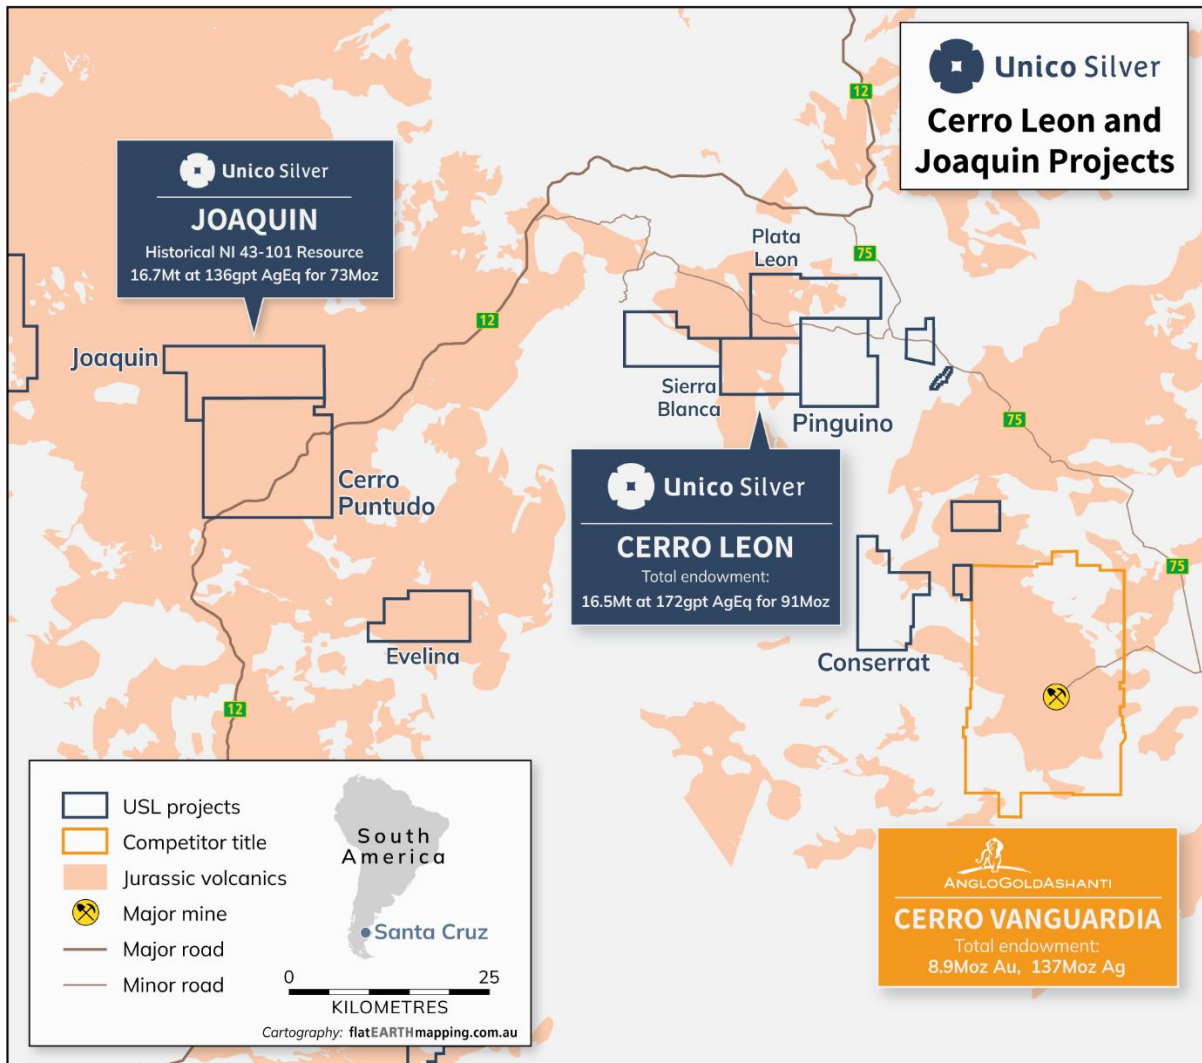 Unico Silver
Cerro Leon and
Joaquin Projects
12
Unico Silver
JOAQUIN
Historical NI 43-101 Resource
16.7Mt at 136gpt AgEq for 73Moz
Plata
Leon
75
12
Joaquin
Sierra
Blanca
Pinguino
75
Cerro
Puntudo
Unico Silver
CERRO LEON
Total endowment:
16.5Mt at 172gpt AgEq for 91Moz
75
Evelina
Conserrat
12
USL projects
Competitor title
Jurassic volcanics
Major mine
Major road
Minor road
South
America
Santa Cruz
0 25
KILOMETRES
Cartography: flatEARTHmapping.com.au
ANGLOGOLDASHANTI
CERRO VANGUARDIA
Total endowment:
8.9Moz Au, 137Moz Ag